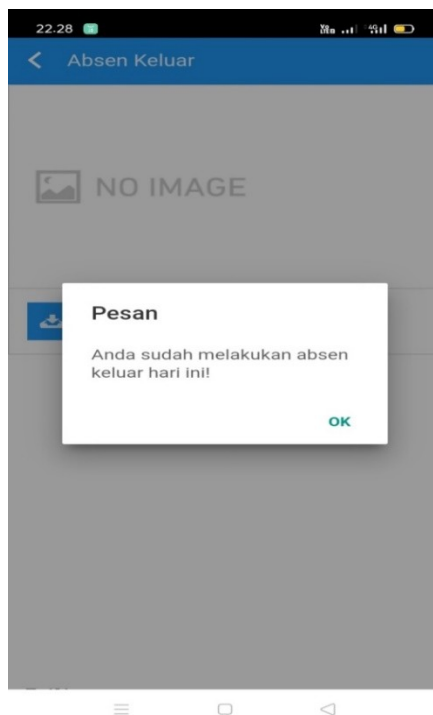 22.28
Absen Keluar
NO IMAGE
Pesan
Anda sudah melakukan absen
keluar hari ini!
OK